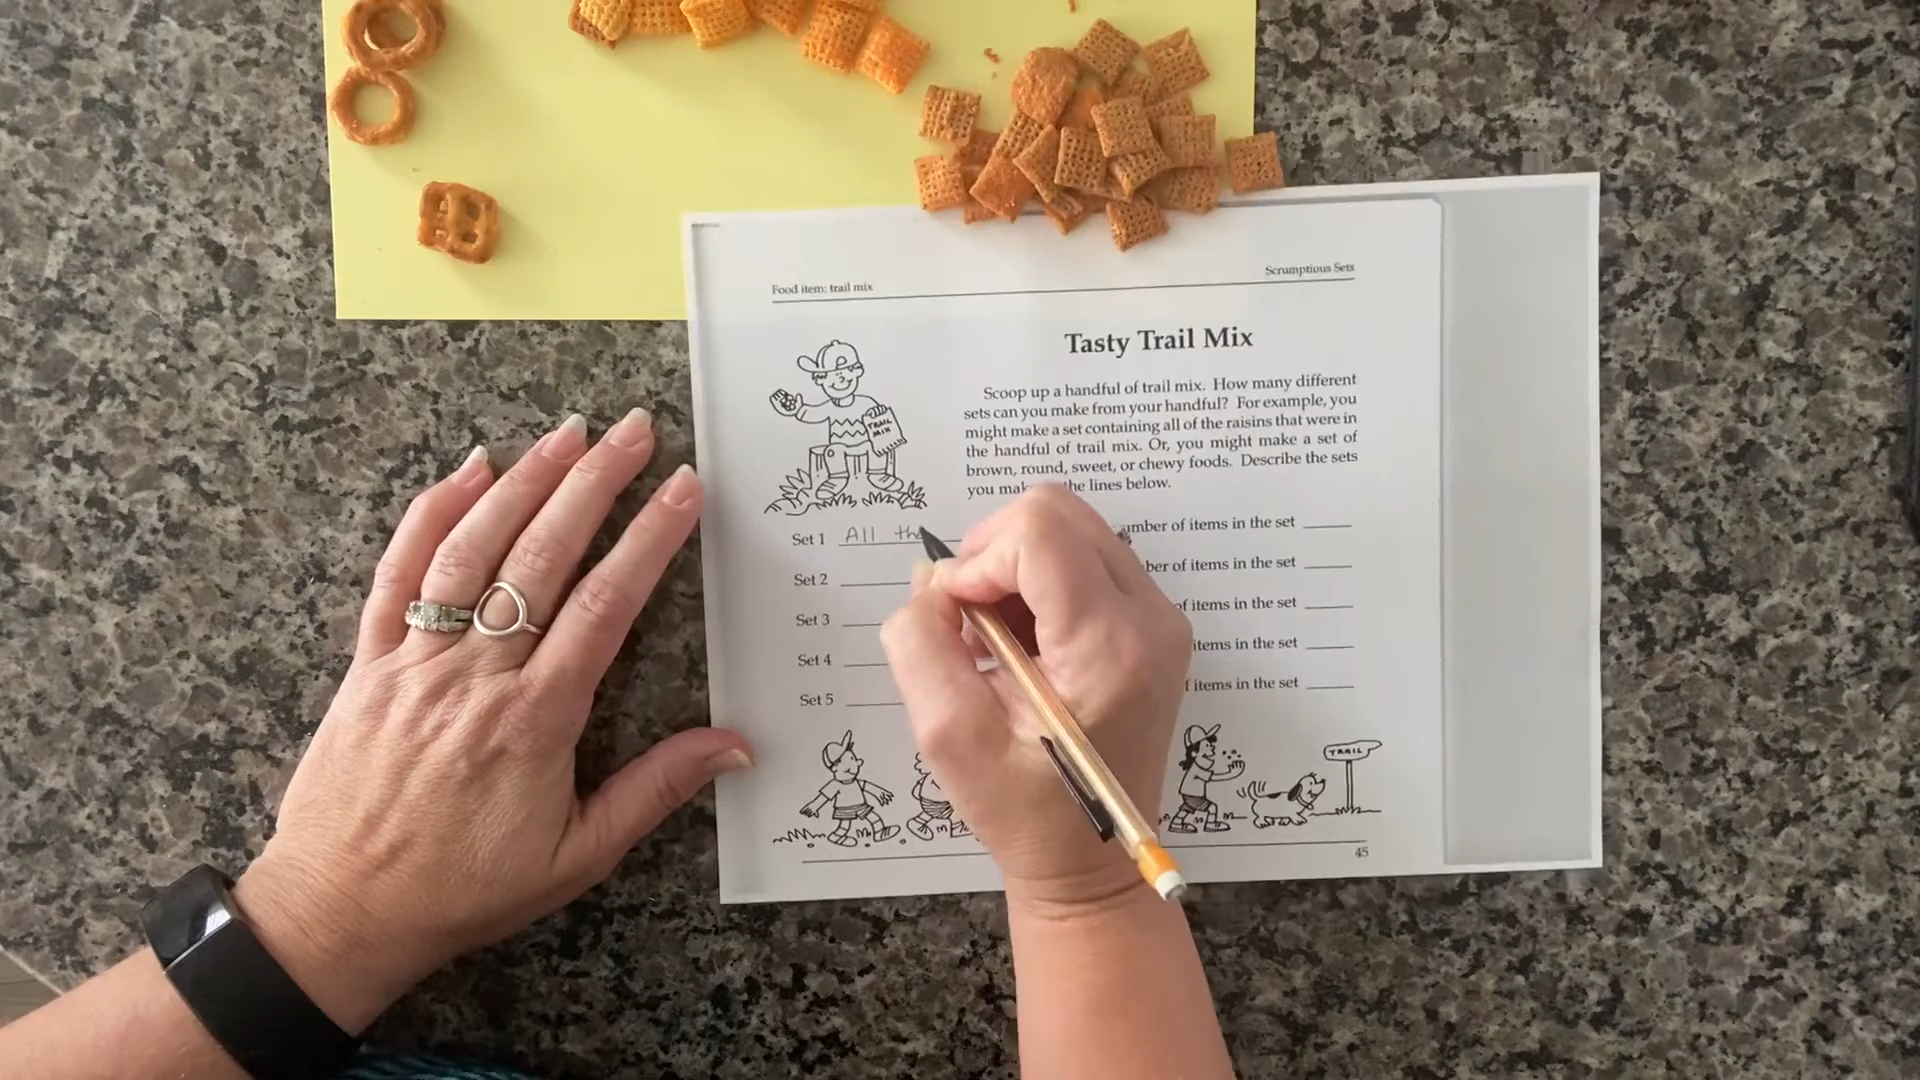 Food item: trail mix
Scrumptious Sets
Tasty Trail Mix
Scoop up a handful of trail mix. How many different
sets can you make from your handful? For example, you
might make a set containing all of the raisins that were in
the handful of trail mix. Or, you might make a set of
brown, round, sweet, or chewy foods. Describe the sets
you the lines below.
TRAIL
MIX
Set 1 All the of items in the set
Set 2 of items in the set
Set 3 of items in the set
Set 4 items in the set
Set 5 items in the set
TRAIL
45